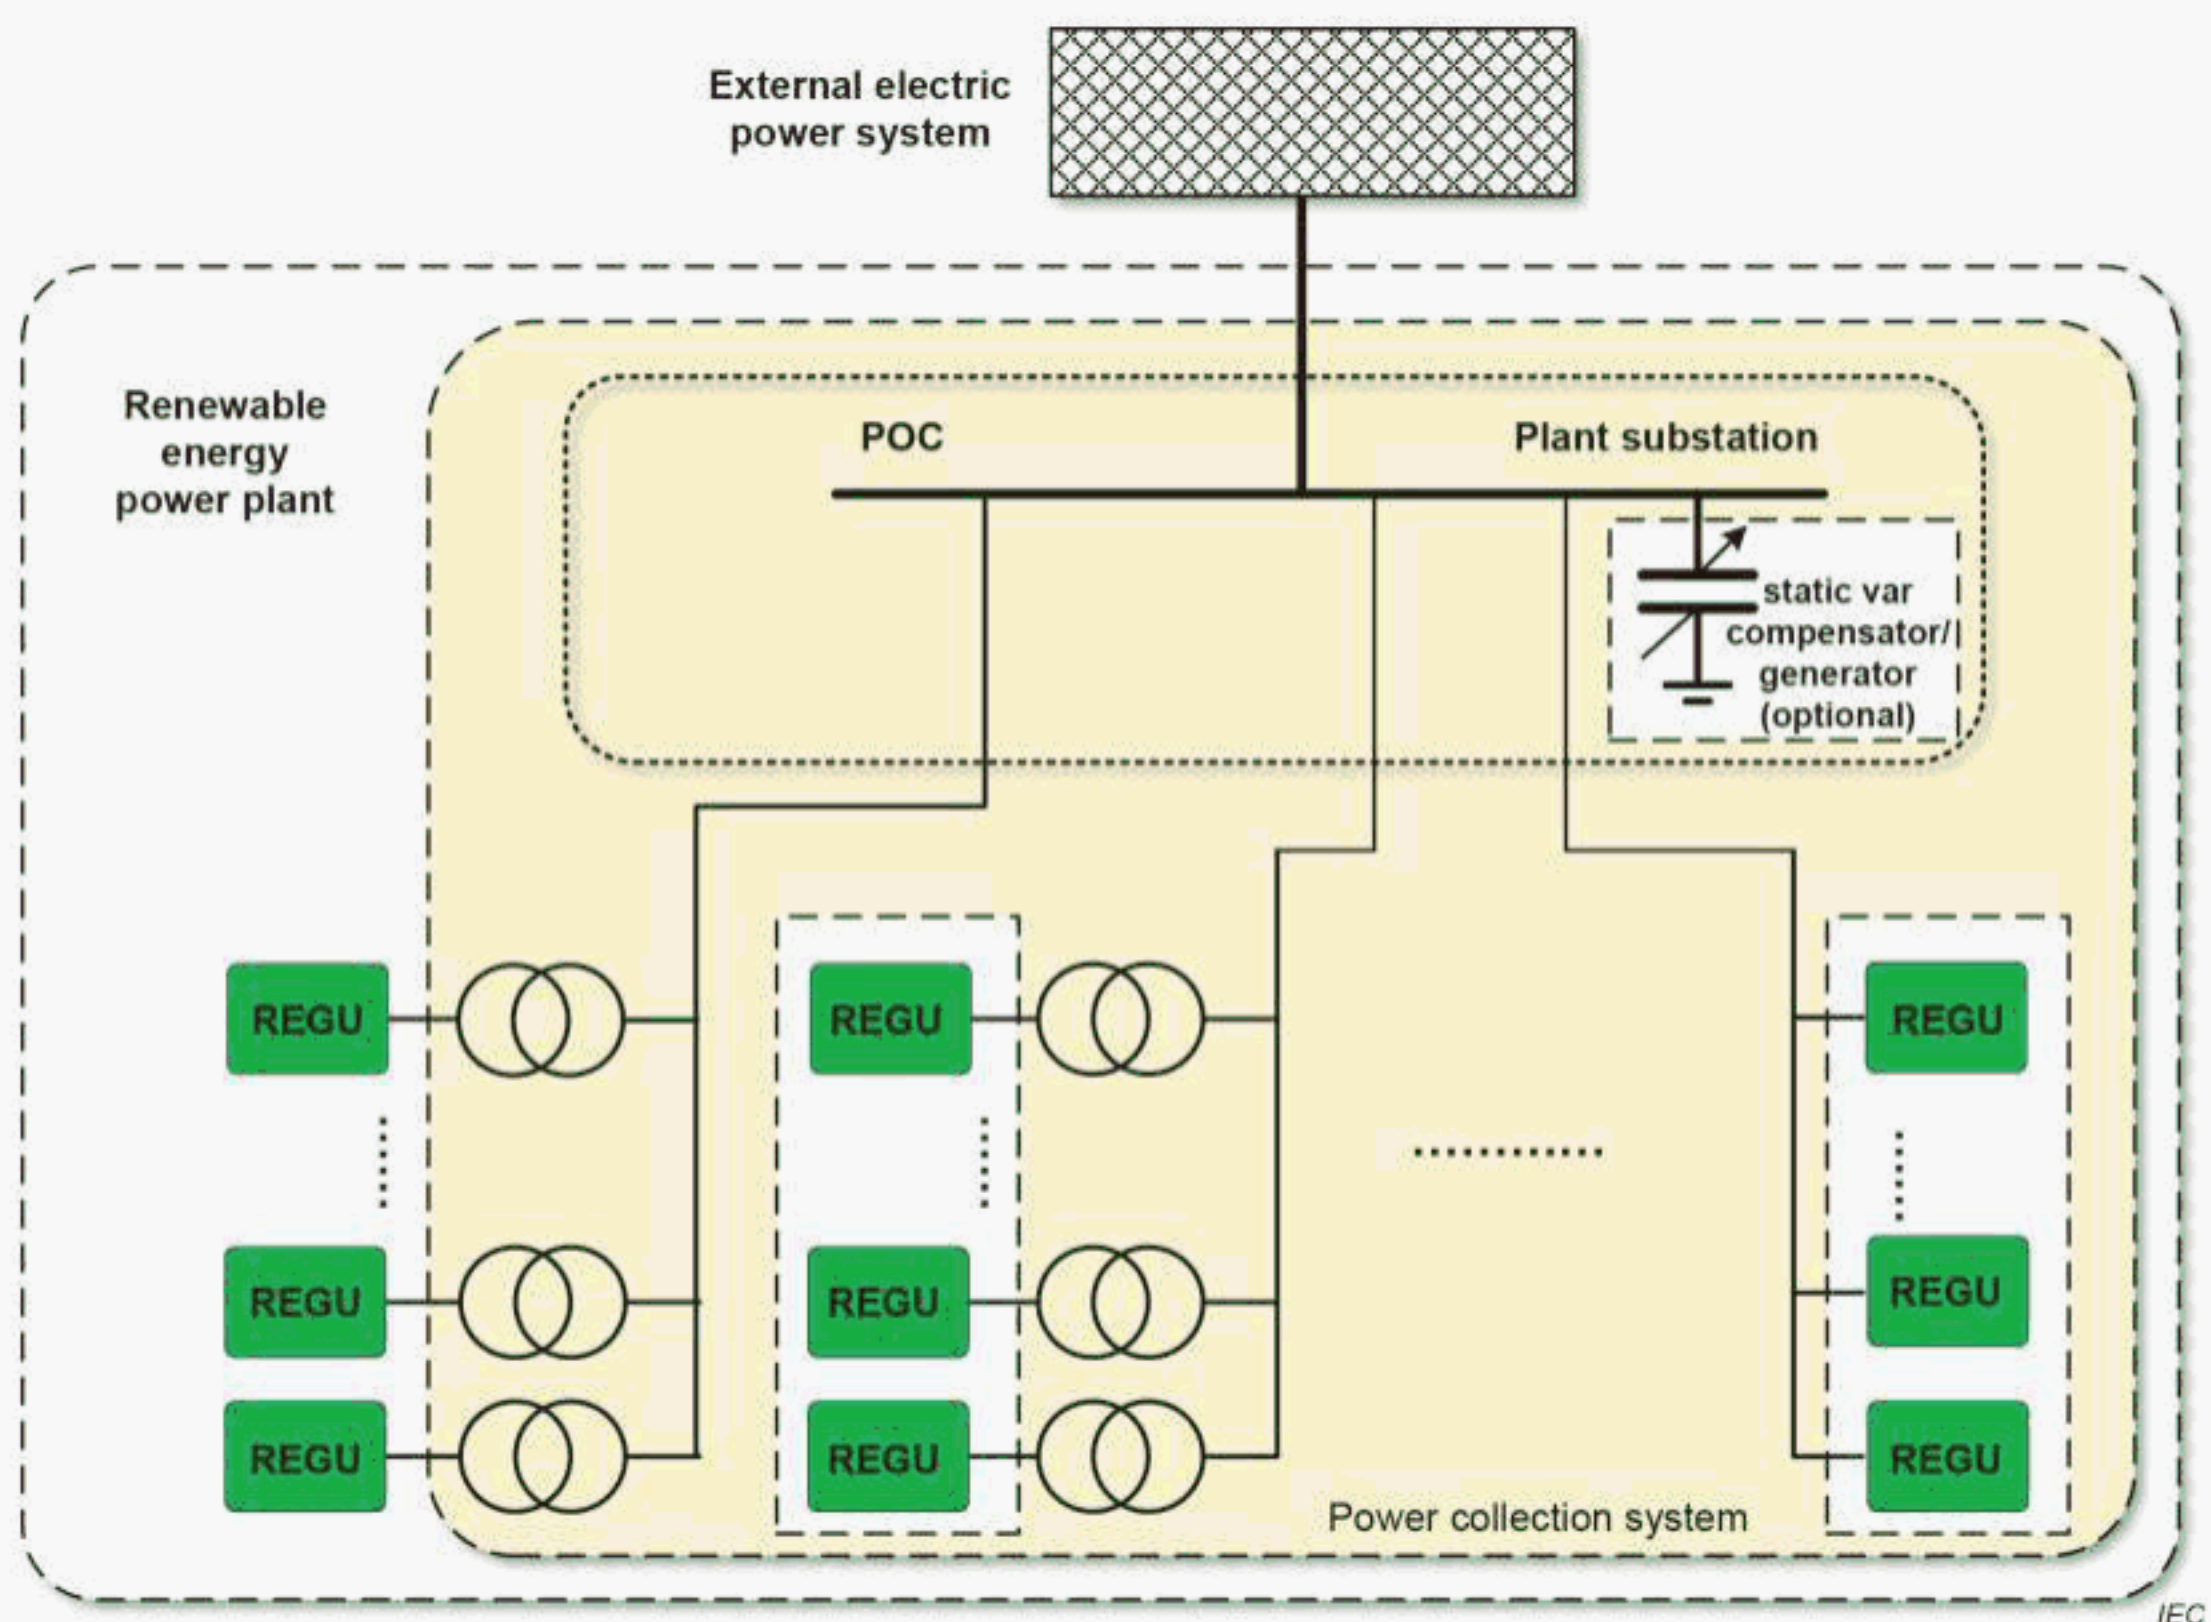 External electric
power system
Renewable
energy
power plant
POC
Plant substation
static var
compensator/
generator
(optional)
REGU
REGU
REGU
REGU
REGU
REGU
REGU
REGU
REGU
Power collection system
IEC